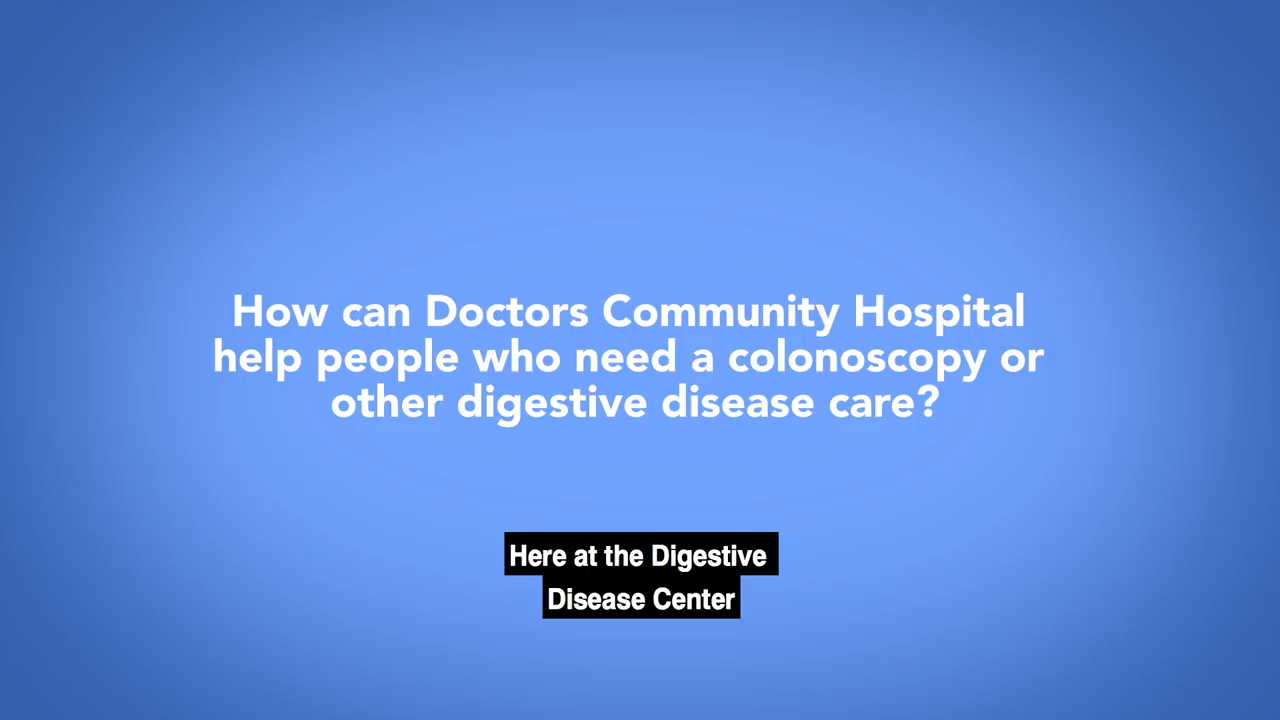 How can Doctors Community Hospital
help people who need a colonoscopy or
other digestive disease care?
Here at the Digestive
Disease Center